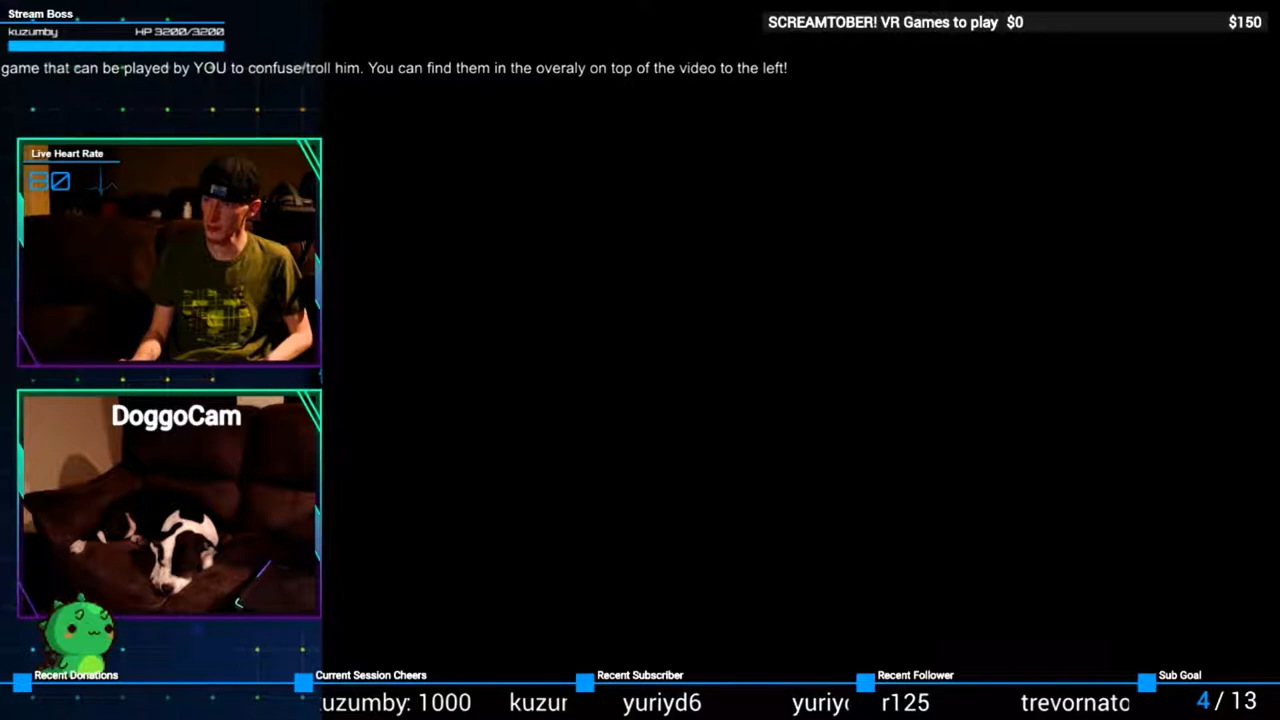 Stream Boss
kuzumby HP 3200/3200
SCREAMTOBER! VR Games to play $0 $150
game that can be played by YOU to confuse/troll him. You can find them in the overaly on top of the video to the left!
Live Heart Rate
80
DoggoCam
Recent Donations
Current Session Cheers
Recent Subscriber
Recent Follower
Sub Goal
uzumby: 1000 kuzur
yuriyd6 yuriy
r125 trevornato
4 / 13